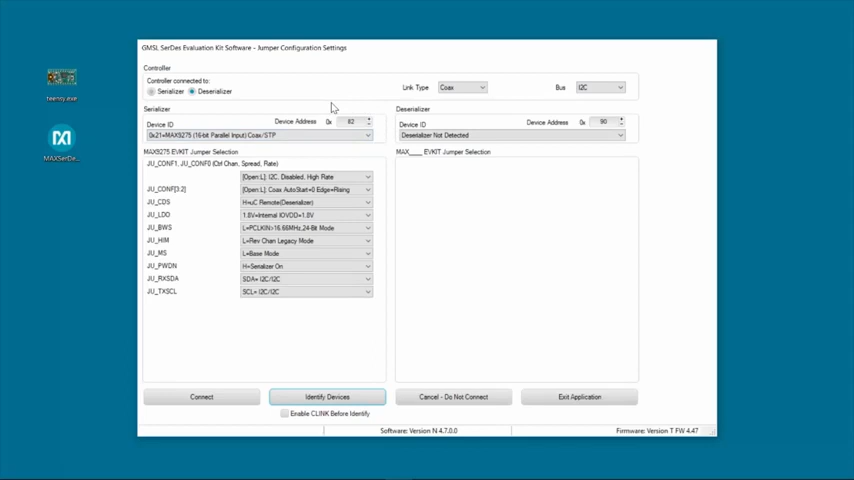 GMSL SerDes Evaluation Kit Software - Jumper Configuration Settings
Controller
Controller connected to:
Serializer Deserializer
Link Type Coax
Bus I2C
Serializer
Device ID Device Address 0x 82
0x21=MAX9275 (16-bit Parallel Input) Coax/STP
Deserializer
Device ID Device Address 0x 90
Deserializer Not Detected
MAX9275 EVKIT Jumper Selection
JU_CONF1, JU_CONF0 (Ctrl Chan, Spread, Rate)
[Open:L]: I2C, Disabled, High Rate
JU_CONF[3:2] [Open:L]: Coax AutoStart=0 Edge=Rising
JU_CDS H=uC Remote(Deserializer)
JU_LDO 1.8V=Internal IOVDD=1.8V
JU_BWS L=PCLKIN>16.66MHz,24-Bit Mode
JU_HIM L=Rev Chan Legacy Mode
JU_MS L=Base Mode
JU_PWDN H=Serializer On
JU_RXSDA SDA= I2C/I2C
JU_TXSCL SCL= I2C/I2C
MAX____ EVKIT Jumper Selection
Connect
Identify Devices
Cancel - Do Not Connect
Exit Application
Enable CLINK Before Identify
Software: Version N 4.7.0.0
Firmware: Version T FW 4.47
teensy.exe
MAXSerDe...